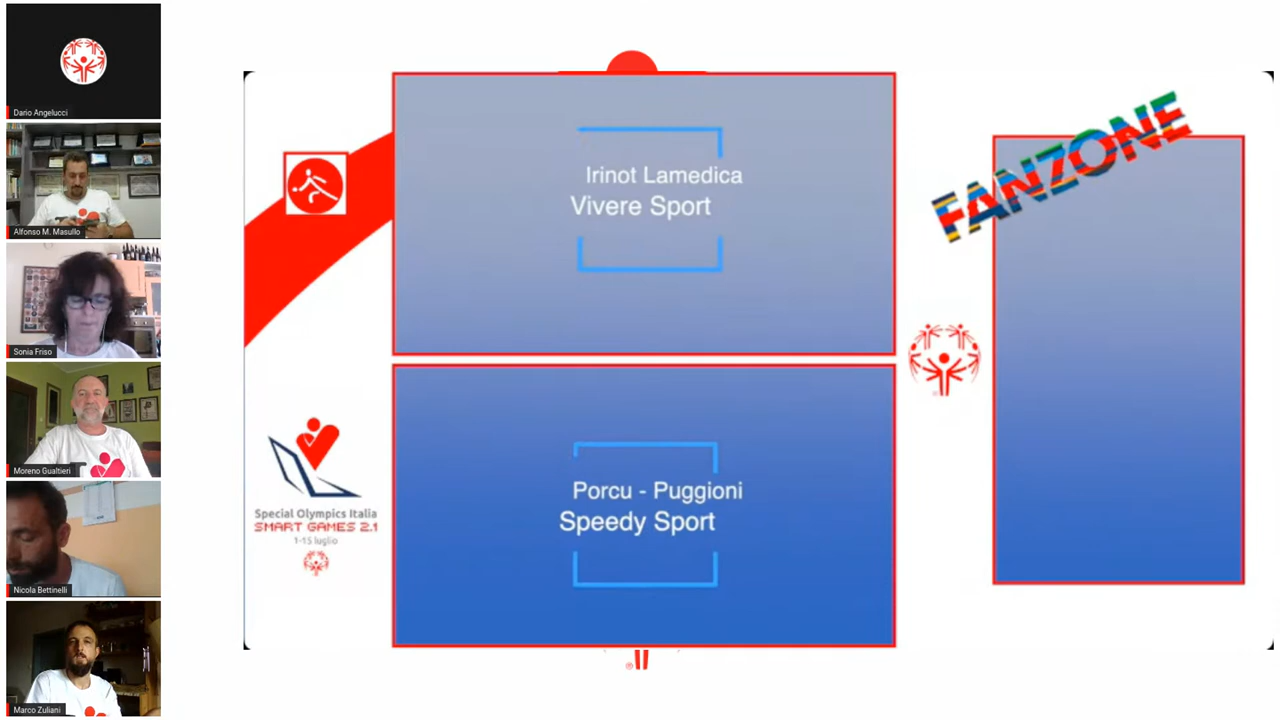 Dario Angelucci
Alfonso M. Masullo
Sonia Friso
Moreno Gualtieri
Nicola Bettinelli
Marco Zuliani
Irinot Lamedica
Vivere Sport
Porcu - Puggioni
Speedy Sport
Special Olympics Italia
SMART GAMES 2.1
1-15 luglio
FANZONE